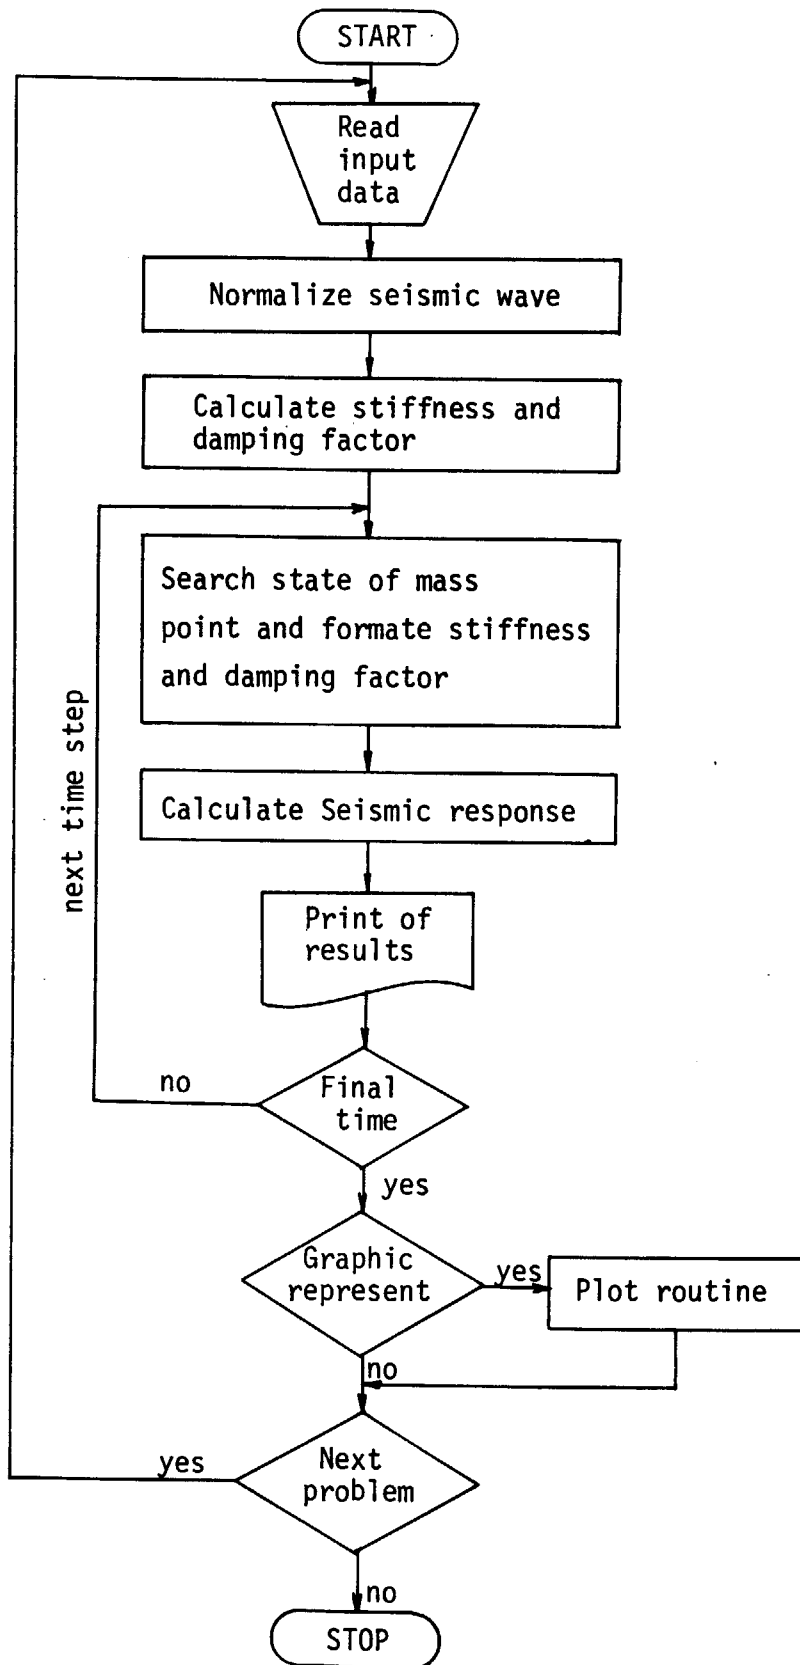 START
Read
input
data
Normalize seismic wave
Calculate stiffness and
damping factor
Search state of mass
point and formate stiffness
and damping factor
next time step
Calculate Seismic response
Print of
results
no
Final
time
yes
Graphic
represent
yes
Plot routine
no
yes
Next
problem
no
STOP